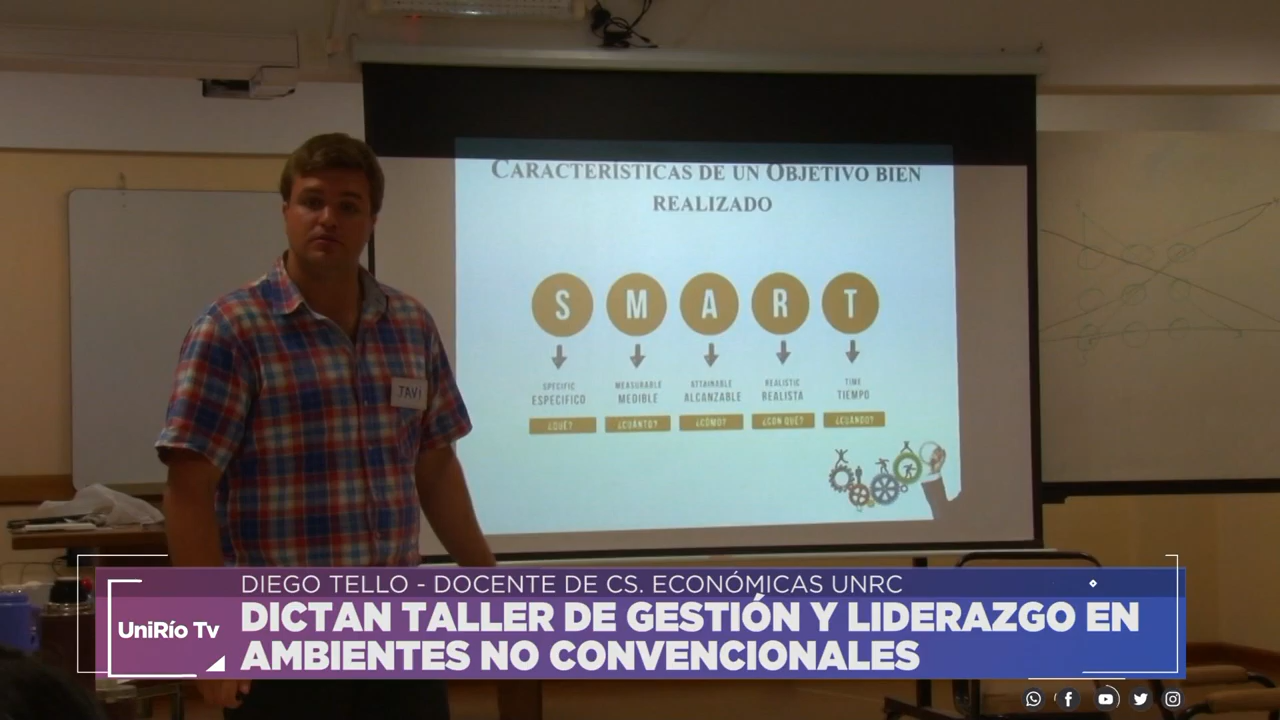 CARACTERÍSTICAS DE UN OBJETIVO BIEN
REALIZADO
S M A R T
SPECIFIC MEASURABLE ATTAINABLE REALISTIC TIME
ESPECIFICO MEDIBLE ALCANZABLE REALISTA TIEMPO
¿QUÉ? ¿CUÁNTO? ¿CÓMO? ¿CON QUÉ? ¿CUÁNDO?
JAVI
DIEGO TELLO - DOCENTE DE CS. ECONÓMICAS UNRC
UniRío Tv
DICTAN TALLER DE GESTIÓN Y LIDERAZGO EN
AMBIENTES NO CONVENCIONALES